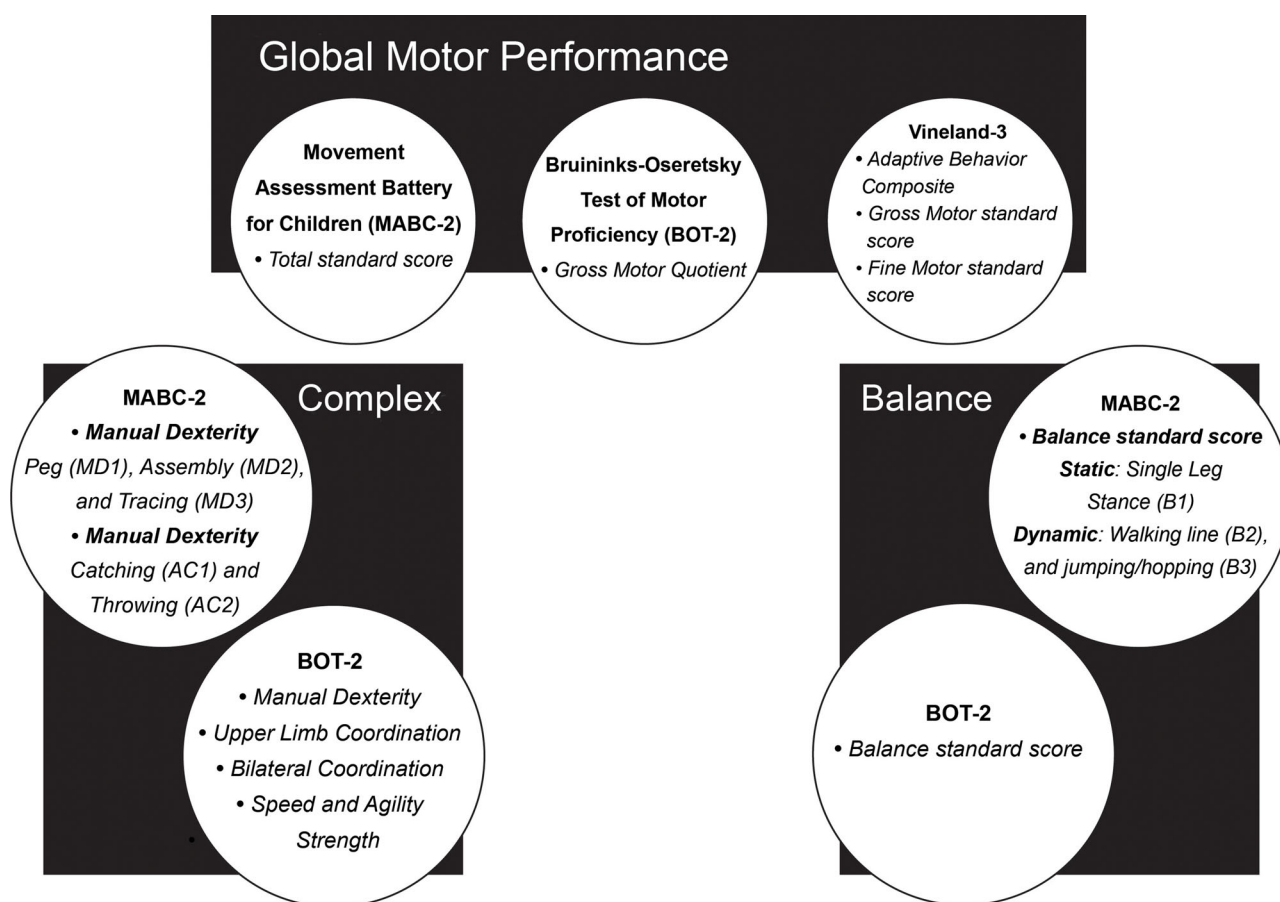 Global Motor Performance
Movement
Assessment Battery
for Children (MABC-2)
• Total standard score
Bruininks-Oseretsky
Test of Motor
Proficiency (BOT-2)
• Gross Motor Quotient
Vineland-3
• Adaptive Behavior
Composite
• Gross Motor standard
score
• Fine Motor standard
score
Complex
MABC-2
• Manual Dexterity
Peg (MD1), Assembly (MD2),
and Tracing (MD3)
• Manual Dexterity
Catching (AC1) and
Throwing (AC2)
BOT-2
• Manual Dexterity
• Upper Limb Coordination
• Bilateral Coordination
• Speed and Agility
• Strength
Balance
MABC-2
• Balance standard score
Static: Single Leg
Stance (B1)
Dynamic: Walking line (B2),
and jumping/hopping (B3)
BOT-2
• Balance standard score